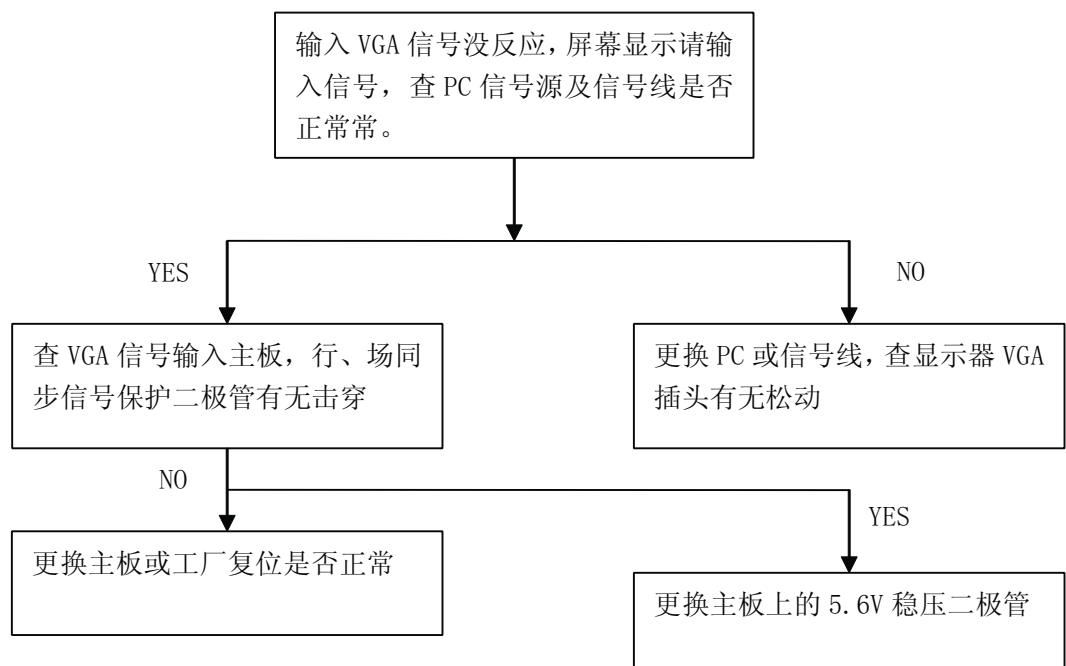 输入 VGA 信号没反应，屏幕显示请输
入信号，查 PC 信号源及信号线是否
正常常。
YES
NO
查 VGA 信号输入主板，行、场同
步信号保护二极管有无击穿
更换 PC 或信号线，查显示器 VGA
插头有无松动
NO
YES
更换主板或工厂复位是否正常
更换主板上的 5.6V 稳压二极管